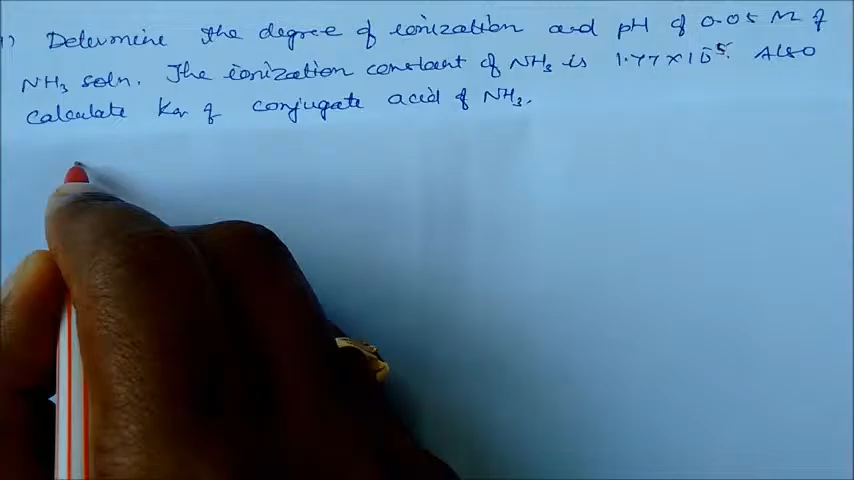 1) Determine the degree of ionization and pH of 0.05 M of
NH3 soln. The ionization constant of NH3 is 1.77×10^-5. Also
calculate Ka of conjugate acid of NH3.